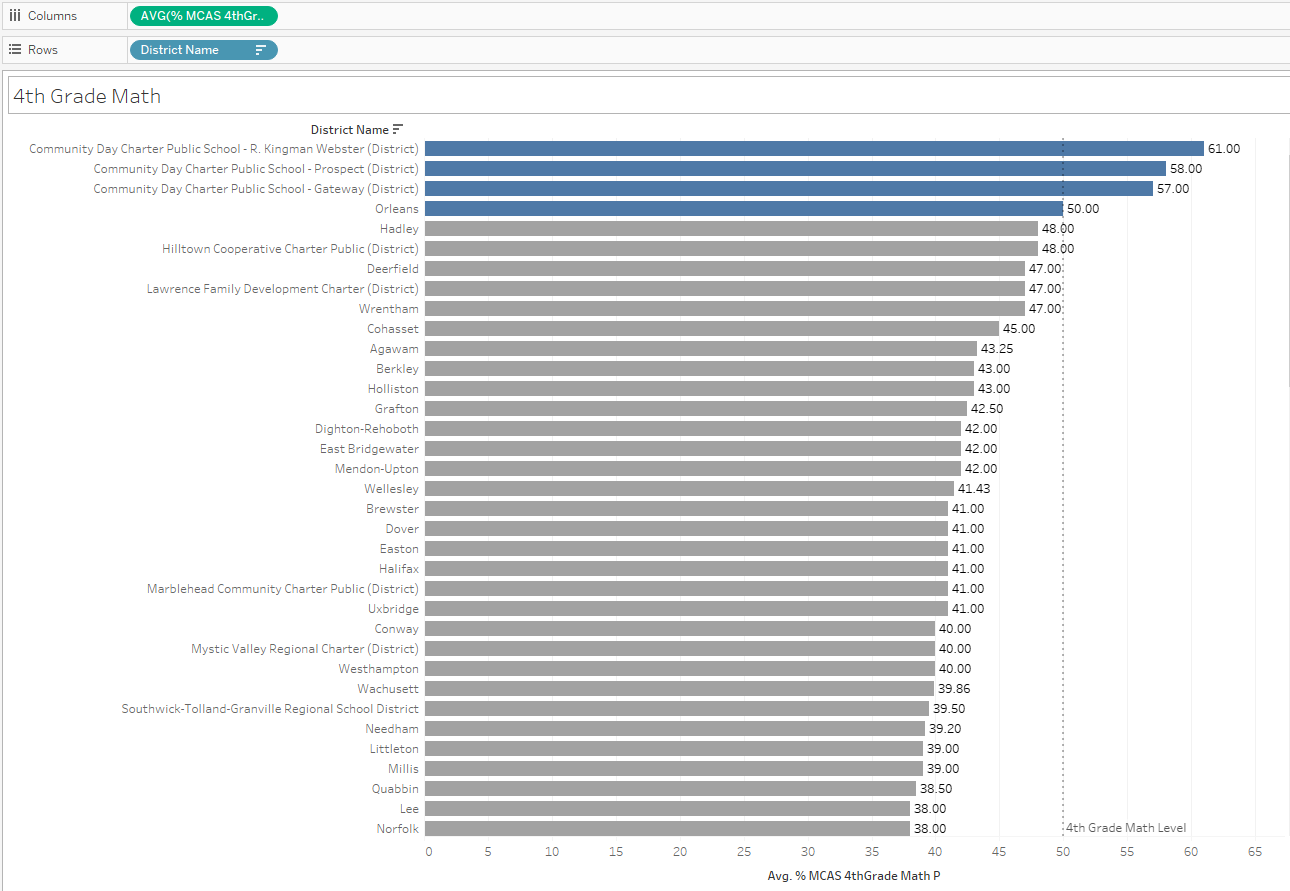 Columns AVG(% MCAS 4thGr..
Rows District Name
4th Grade Math
District Name
Community Day Charter Public School - R. Kingman Webster (District) 61.00
Community Day Charter Public School - Prospect (District) 58.00
Community Day Charter Public School - Gateway (District) 57.00
Orleans 50.00
Hadley 48.00
Hilltown Cooperative Charter Public (District) 48.00
Deerfield 47.00
Lawrence Family Development Charter (District) 47.00
Wrentham 47.00
Cohasset 45.00
Agawam 43.25
Berkley 43.00
Holliston 43.00
Grafton 42.50
Dighton-Rehoboth 42.00
East Bridgewater 42.00
Mendon-Upton 42.00
Wellesley 41.43
Brewster 41.00
Dover 41.00
Easton 41.00
Halifax 41.00
Marblehead Community Charter Public (District) 41.00
Uxbridge 41.00
Conway 40.00
Mystic Valley Regional Charter (District) 40.00
Westhampton 40.00
Wachusett 39.86
Southwick-Tolland-Granville Regional School District 39.50
Needham 39.20
Littleton 39.00
Millis 39.00
Quabbin 38.50
Lee 38.00
Norfolk 38.00 4th Grade Math Level
0 5 10 15 20 25 30 35 40 45 50 55 60 65
Avg. % MCAS 4thGrade Math P